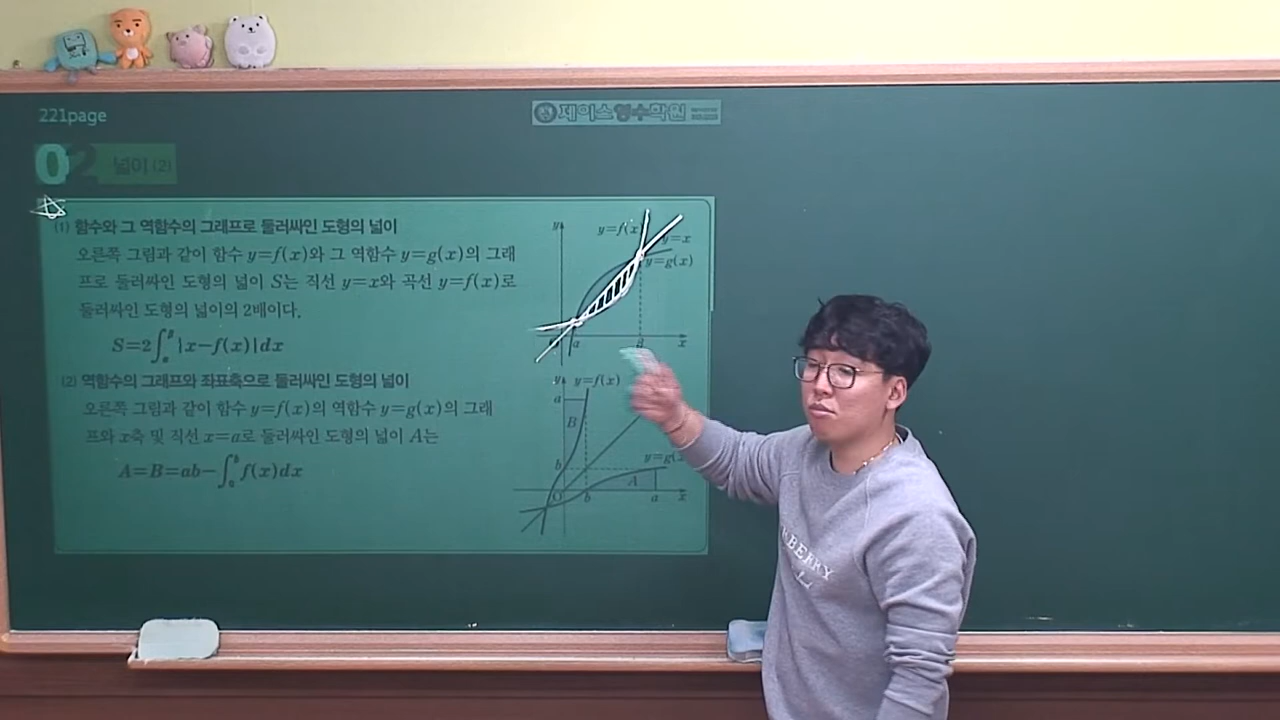 221page
제이스영수학원
02 넓이 (2)
(1) 함수와 그 역함수의 그래프로 둘러싸인 도형의 넓이
오른쪽 그림과 같이 함수 y=f(x)와 그 역함수 y=g(x)의 그래
프로 둘러싸인 도형의 넓이 S는 직선 y=x와 곡선 y=f(x)로
둘러싸인 도형의 넓이의 2배이다.
S=2∫_α^β |x−f(x)|dx
y
y=f(x)
y=x
y=g(x)
α β x
(2) 역함수의 그래프와 좌표축으로 둘러싸인 도형의 넓이
오른쪽 그림과 같이 함수 y=f(x)의 역함수 y=g(x)의 그래
프와 x축 및 직선 x=a로 둘러싸인 도형의 넓이 A는
A=B=ab−∫_0^b f(x)dx
y y=f(x)
a
B
b
y=g(x
A
O b a x